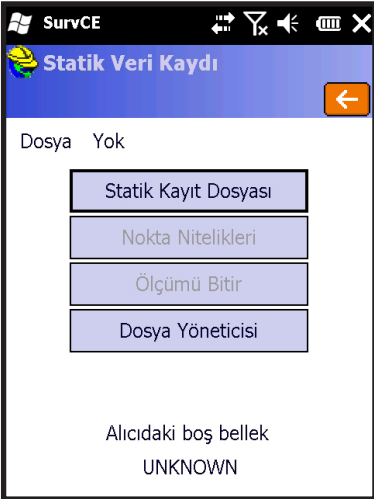 SurvCE
Statik Veri Kaydı
Dosya Yok
Statik Kayıt Dosyası
Nokta Nitelikleri
Ölçümü Bitir
Dosya Yöneticisi
Alıcıdaki boş bellek
UNKNOWN